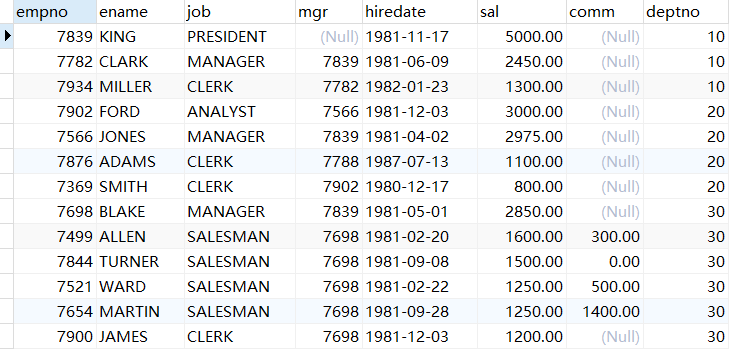 empno ename job mgr hiredate sal comm deptno
7839 KING PRESIDENT (Null) 1981-11-17 5000.00 (Null) 10
7782 CLARK MANAGER 7839 1981-06-09 2450.00 (Null) 10
7934 MILLER CLERK 7782 1982-01-23 1300.00 (Null) 10
7902 FORD ANALYST 7566 1981-12-03 3000.00 (Null) 20
7566 JONES MANAGER 7839 1981-04-02 2975.00 (Null) 20
7876 ADAMS CLERK 7788 1987-07-13 1100.00 (Null) 20
7369 SMITH CLERK 7902 1980-12-17 800.00 (Null) 20
7698 BLAKE MANAGER 7839 1981-05-01 2850.00 (Null) 30
7499 ALLEN SALESMAN 7698 1981-02-20 1600.00 300.00 30
7844 TURNER SALESMAN 7698 1981-09-08 1500.00 0.00 30
7521 WARD SALESMAN 7698 1981-02-22 1250.00 500.00 30
7654 MARTIN SALESMAN 7698 1981-09-28 1250.00 1400.00 30
7900 JAMES CLERK 7698 1981-12-03 1200.00 (Null) 30